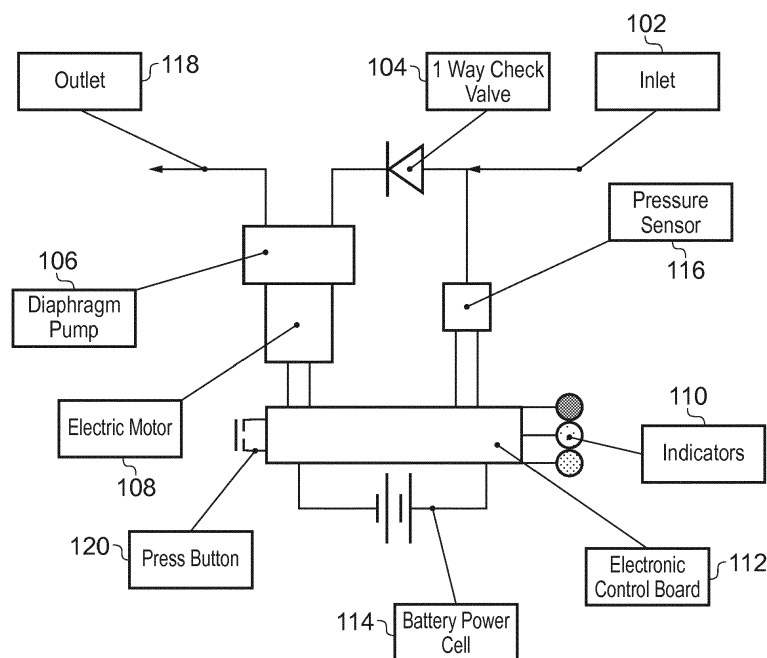 102
Outlet
118
104
1 Way Check
Valve
Inlet
Pressure
Sensor
116
106
Diaphragm
Pump
Electric Motor
108
110
Indicators
120
Press Button
Electronic
Control Board
112
114
Battery Power
Cell